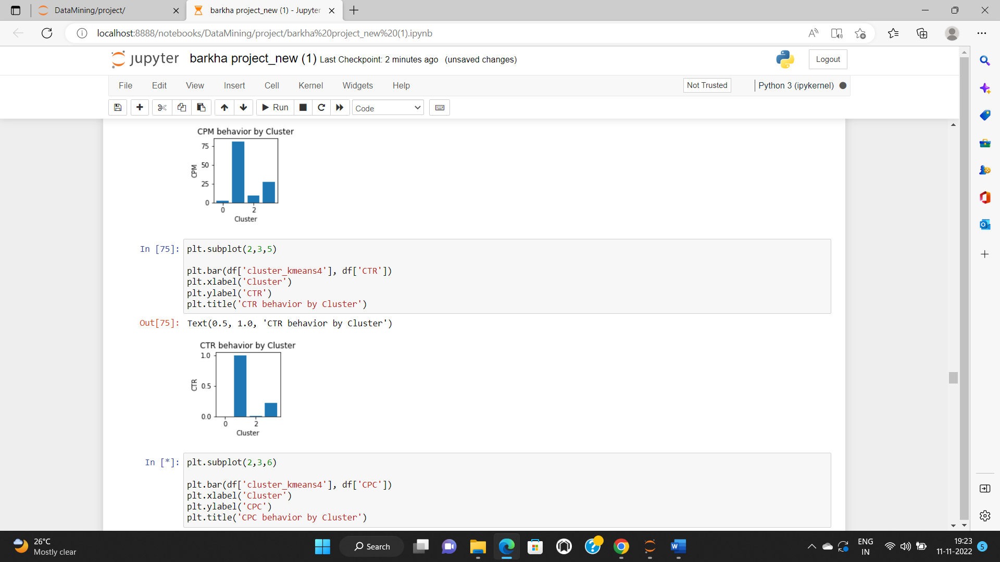 DataMining/project/
barkha project_new (1) - Jupyter
localhost:8888/notebooks/DataMining/project/barkha%20project_new%20(1).ipynb
jupyter barkha project_new (1) Last Checkpoint: 2 minutes ago (unsaved changes)
Logout
File Edit View Insert Cell Kernel Widgets Help
Not Trusted
Python 3 (ipykernel)
Run
Code
CPM behavior by Cluster
75
50
25
0
CPM
0 2
Cluster
In [75]: plt.subplot(2,3,5)
plt.bar(df['cluster_kmeans4'], df['CTR'])
plt.xlabel('Cluster')
plt.ylabel('CTR')
plt.title('CTR behavior by Cluster')
Out[75]: Text(0.5, 1.0, 'CTR behavior by Cluster')
CTR behavior by Cluster
1.0
0.5
0.0
CTR
0 2
Cluster
In [*]: plt.subplot(2,3,6)
plt.bar(df['cluster_kmeans4'], df['CPC'])
plt.xlabel('Cluster')
plt.ylabel('CPC')
plt.title('CPC behavior by Cluster')
26°C
Mostly clear
Search
ENG
IN
19:23
11-11-2022
5